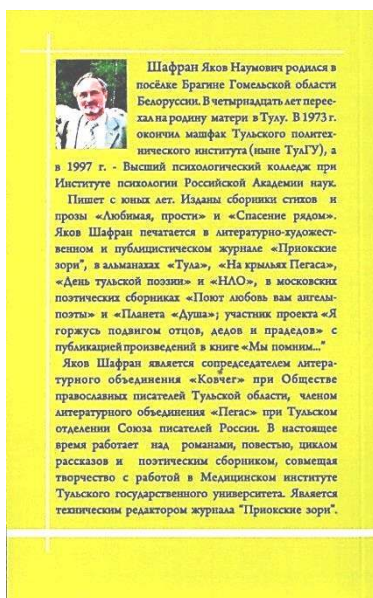 Шафран Яков Наумович родился в
посёлке Брагине Гомельской области
Белоруссии. В четырнадцать лет перее-
хал на родину матери в Тулу. В 1973 г.
окончил машфак Тульского политех-
нического института (ныне ТулГУ), а
в 1997 г. - Высший психологический колледж при
Институте психологии Российской Академии наук.
Пишет с юных лет. Изданы сборники стихов и
прозы «Любимая, прости» и «Спасение рядом».
Яков Шафран печатается в литературно-художест-
венном и публицистическом журнале «Приокские
зори", в альманахах «Тула», «На крыльях Пегаса»,
«День тульской поэзии» и «НЛО», в московских
поэтических сборниках «Поют любовь вам ангелы-
поэты» и «Планета «Душа»; участник проекта «Я
горжусь подвигом отцов, дедов и прадедов» с
публикацией произведений в книге «Мы помним..."
Яков Шафран является сопредседателем литера-
турного объединения «Ковчег» при Обществе
православных писателей Тульской области, членом
литературного объединения «Пегас» при Тульском
отделении Союза писателей России. В настоящее
время работает над романами, повестью, циклом
рассказов и поэтическим сборником, совмещая
творчество с работой в Медицинском институте
Тульского государственного университета. Является
техническим редактором журнала "Приокские зори".